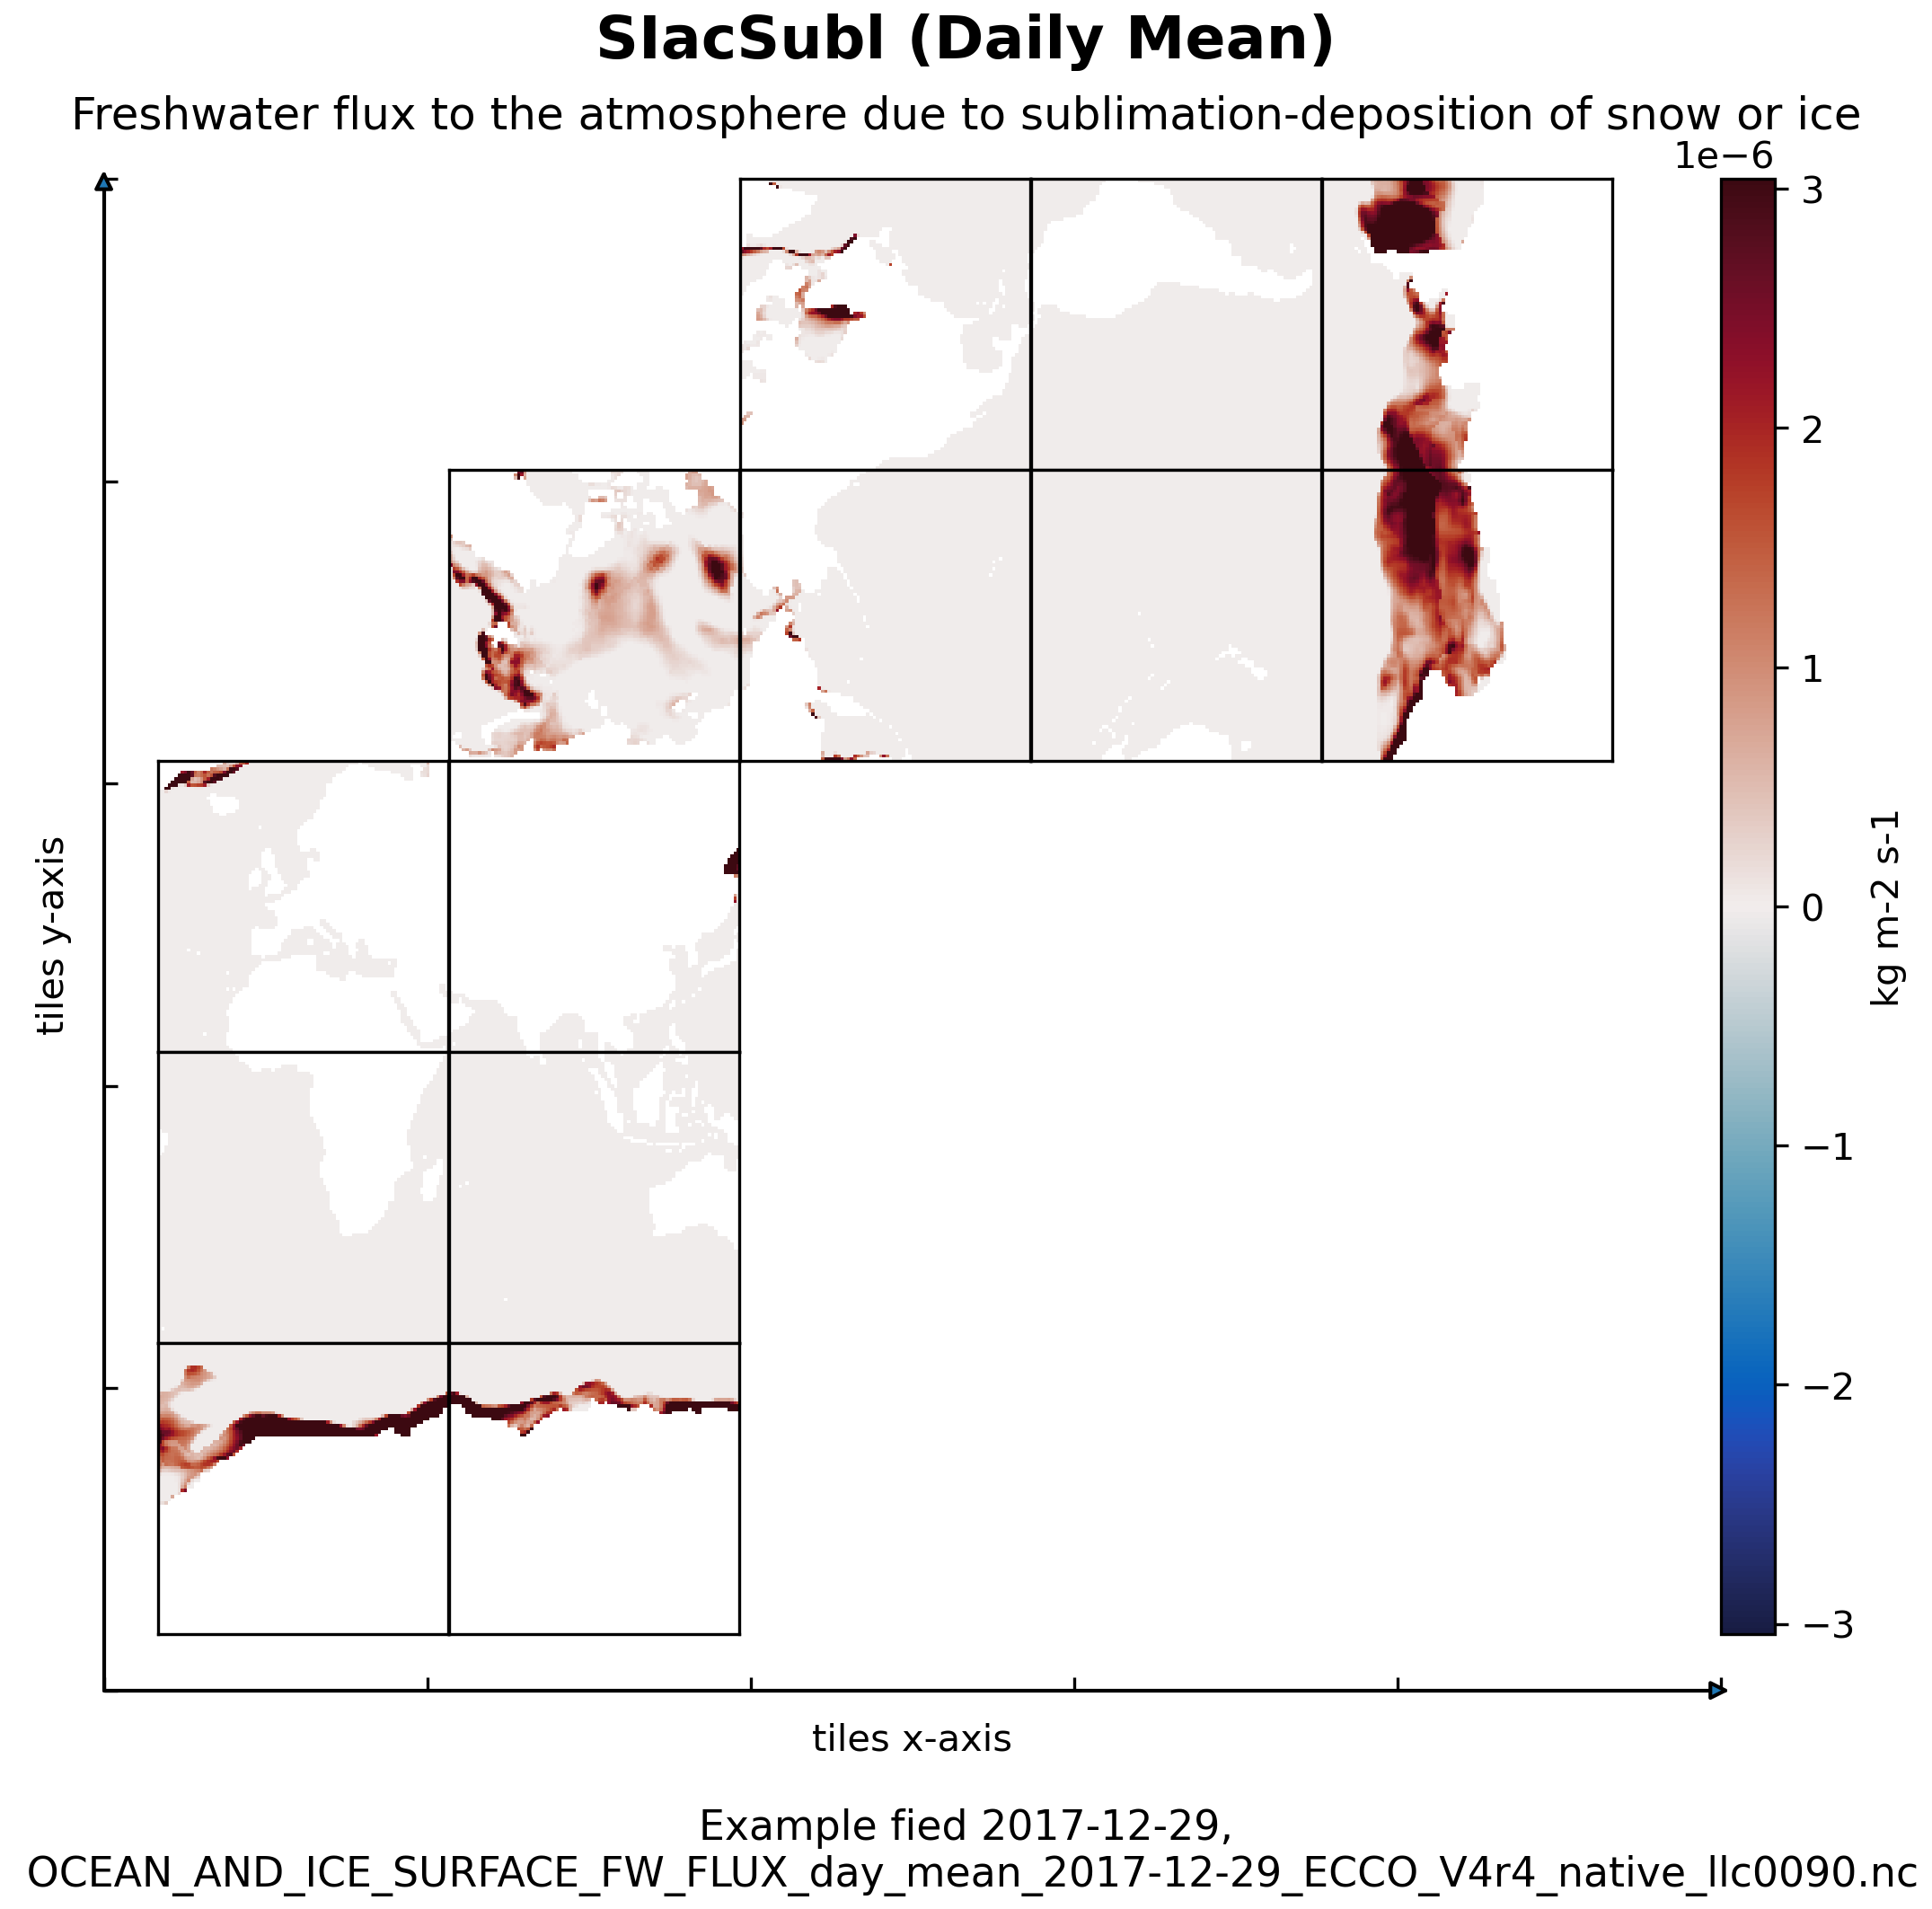 SIacSubl (Daily Mean)
Freshwater flux to the atmosphere due to sublimation-deposition of snow or ice
1e−6
3
2
1
0
−1
−2
−3
kg m-2 s-1
tiles y-axis
tiles x-axis
Example fied 2017-12-29,
OCEAN_AND_ICE_SURFACE_FW_FLUX_day_mean_2017-12-29_ECCO_V4r4_native_llc0090.nc